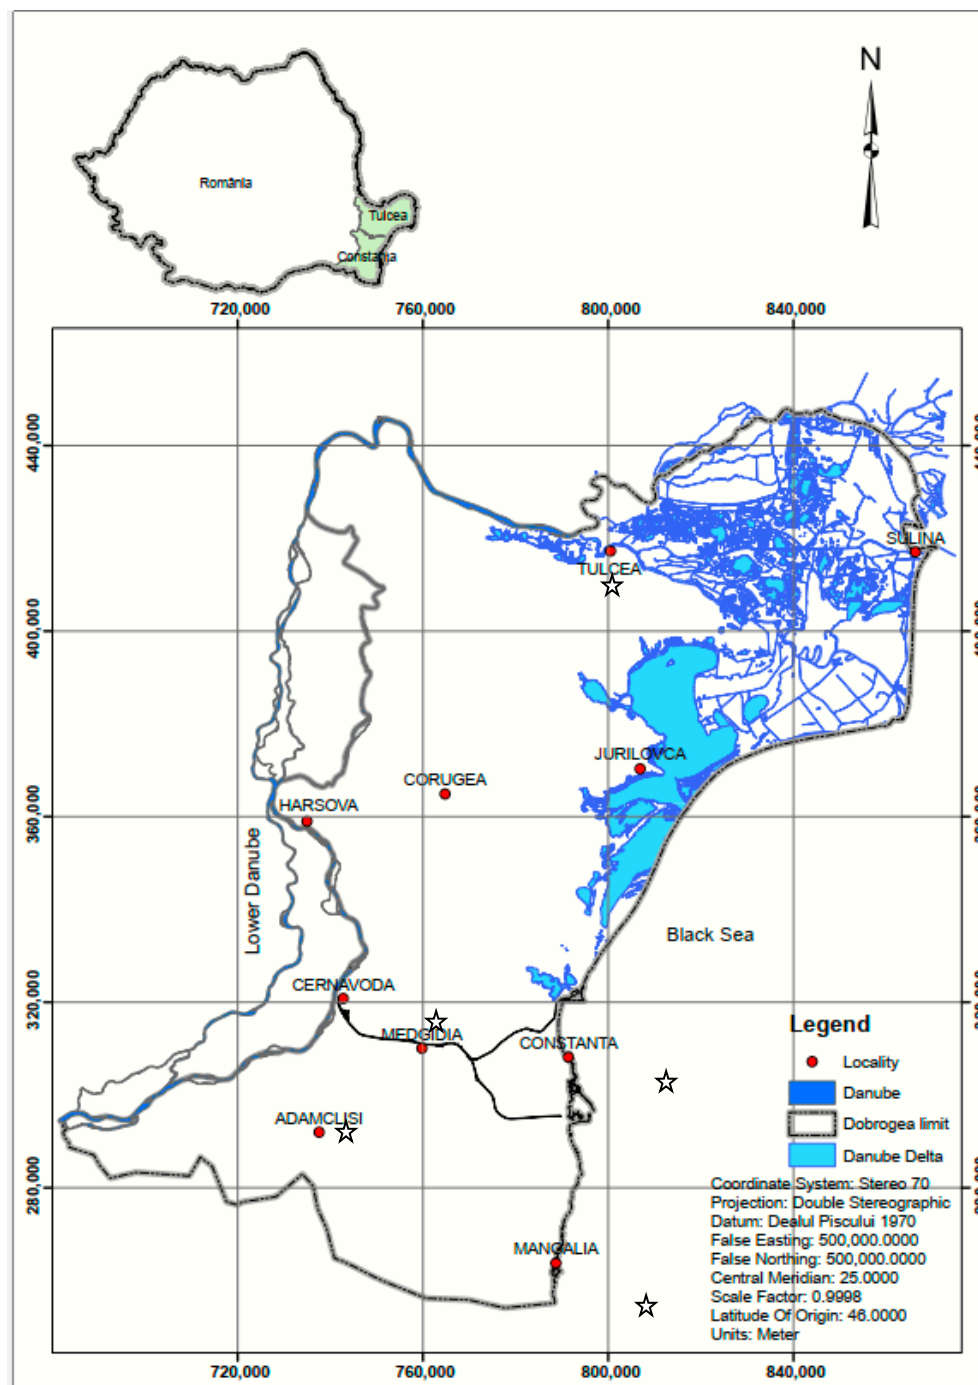 N
România
Tulcea
Constanța
720,000 760,000 800,000 840,000
440,000
SULINA
TULCEA
400,000
JURILOVCA
CORUGEA
HARSOVA
360,000
Lower Danube
Black Sea
CERNAVODA
320,000
MEDGIDIA
CONSTANTA
ADAMCLISI
280,000
MANGALIA
Legend
Locality
Danube
Dobrogea limit
Danube Delta
Coordinate System: Stereo 70
Projection: Double Stereographic
Datum: Dealul Piscului 1970
False Easting: 500,000.0000
False Northing: 500,000.0000
Central Meridian: 25.0000
Scale Factor: 0.9998
Latitude Of Origin: 46.0000
Units: Meter
720,000 760,000 800,000 840,000